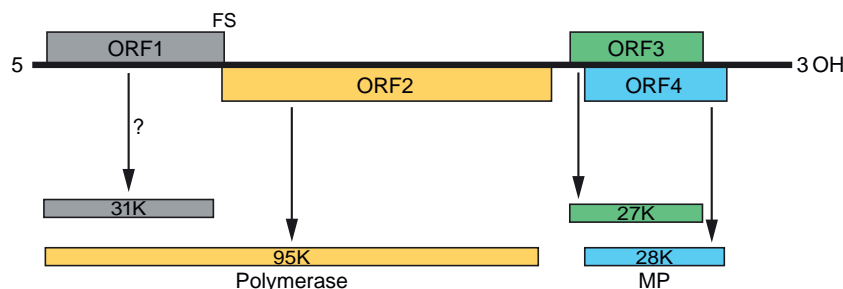 FS
ORF1
ORF3
5
3 OH
ORF2
ORF4
?
31K
27K
95K
28K
Polymerase
MP